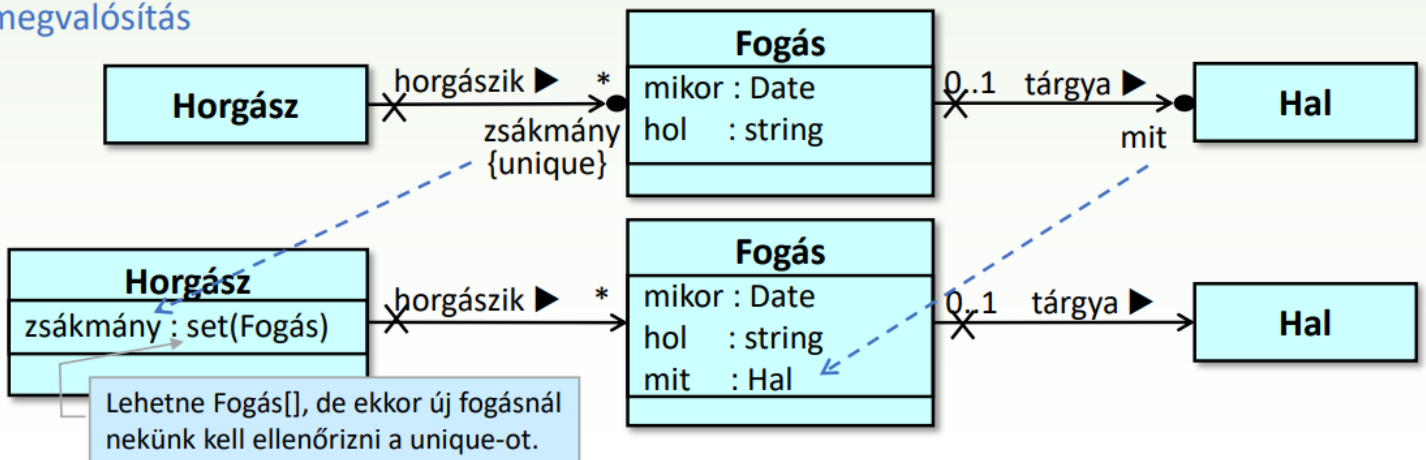 megvalósítás
Horgász
horgászik ▶ *
zsákmány
{unique}
Fogás
mikor : Date
hol : string
0..1 tárgya ▶
mit
Hal
Horgász
zsákmány : set(Fogás)
horgászik ▶ *
Fogás
mikor : Date
hol : string
mit : Hal
0..1 tárgya ▶
Hal
Lehetne Fogás[], de ekkor új fogásnál
nekünk kell ellenőrizni a unique-ot.